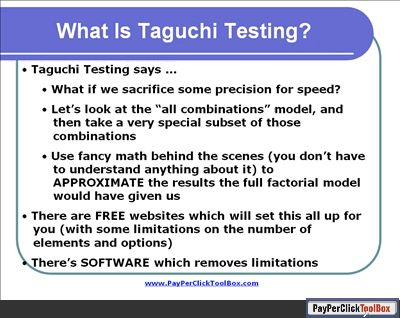 What Is Taguchi Testing?
• Taguchi Testing says ...
• What if we sacrifice some precision for speed?
• Let's look at the "all combinations" model, and
then take a very special subset of those
combinations
• Use fancy math behind the scenes (you don't have
to understand anything about it) to
APPROXIMATE the results the full factorial model
would have given us
• There are FREE websites which will set this all up for
you (with some limitations on the number of
elements and options)
• There's SOFTWARE which removes limitations
www.PayPerClickToolBox.com
PayPerClickToolBox